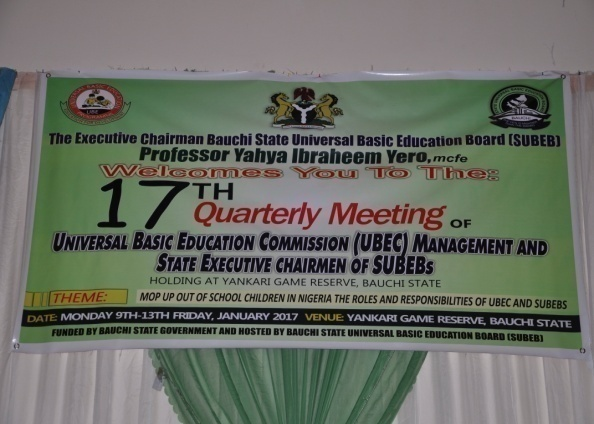 UBE
BAUCHI
The Executive Chairman Bauchi State Universal Basic Education Board (SUBEB)
Professor Yahya Ibraheem Yero, mcfe
Welcomes You To The:
17TH Quarterly Meeting OF
UNIVERSAL BASIC EDUCATION COMMISSION (UBEC) MANAGEMENT AND
STATE EXECUTIVE CHAIRMEN OF SUBEBs
HOLDING AT YANKARI GAME RESERVE, BAUCHI STATE
THEME: MOP UP OUT OF SCHOOL CHILDREN IN NIGERIA THE ROLES AND RESPONSIBILITIES OF UBEC AND SUBEBS
DATE: MONDAY 9TH-13TH FRIDAY, JANUARY 2017 VENUE: YANKARI GAME RESERVE, BAUCHI STATE
FUNDED BY BAUCHI STATE GOVERNMENT AND HOSTED BY BAUCHI STATE UNIVERSAL BASIC EDUCATION BOARD (SUBEB)